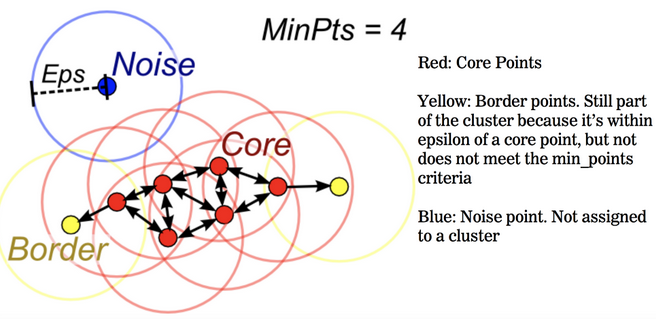 MinPts = 4
Eps
Noise
Core
Border
Red: Core Points
Yellow: Border points. Still part
of the cluster because it's within
epsilon of a core point, but not
does not meet the min_points
criteria
Blue: Noise point. Not assigned
to a cluster